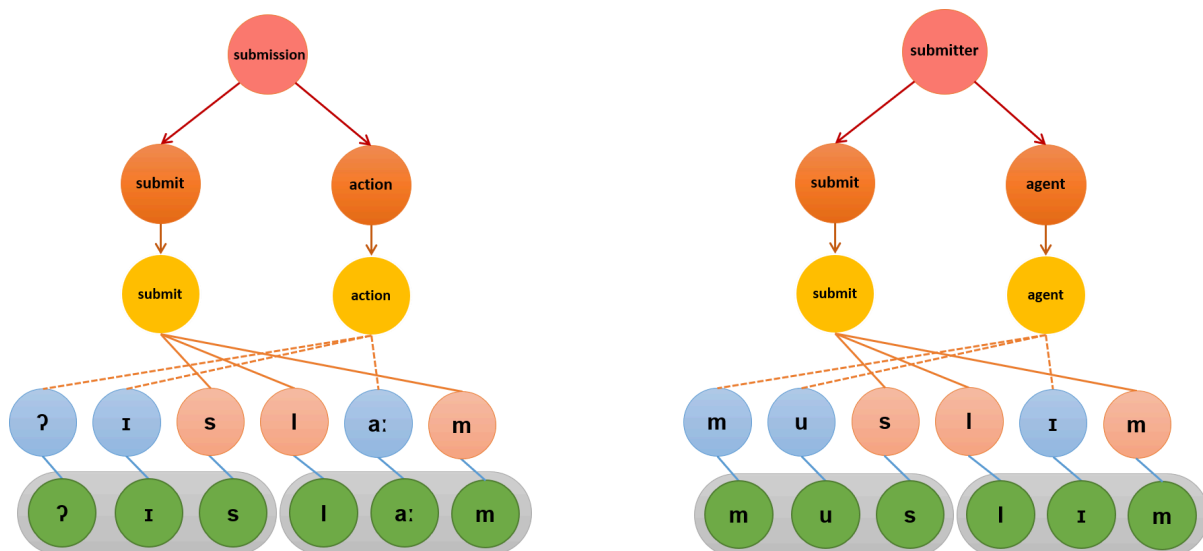 submission
submitter
submit action
submit agent
submit action
submit agent
ʔ ɪ s l aː m
m u s l ɪ m
ʔ ɪ s l aː m
m u s l ɪ m